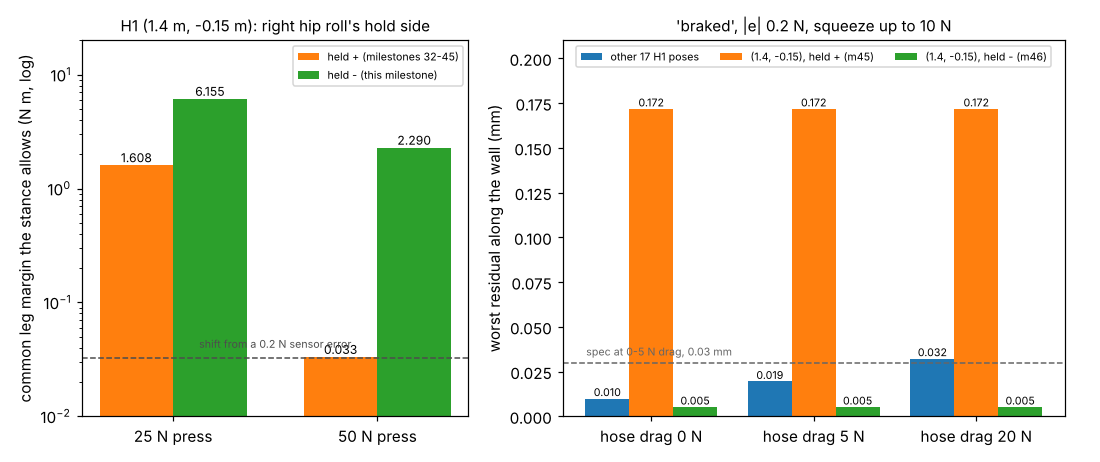 H1 (1.4 m, -0.15 m): right hip roll's hold side
common leg margin the stance allows (N m, log)
10¹
10⁰
10⁻¹
10⁻²
held + (milestones 32-45)
held - (this milestone)
1.608
6.155
0.033
2.290
shift from a 0.2 N sensor error
25 N press
50 N press
'braked', |e| 0.2 N, squeeze up to 10 N
worst residual along the wall (mm)
0.200
0.175
0.150
0.125
0.100
0.075
0.050
0.025
0.000
other 17 H1 poses
(1.4, -0.15), held + (m45)
(1.4, -0.15), held - (m46)
spec at 0-5 N drag, 0.03 mm
0.010
0.172
0.005
0.019
0.172
0.005
0.032
0.172
0.005
hose drag 0 N
hose drag 5 N
hose drag 20 N